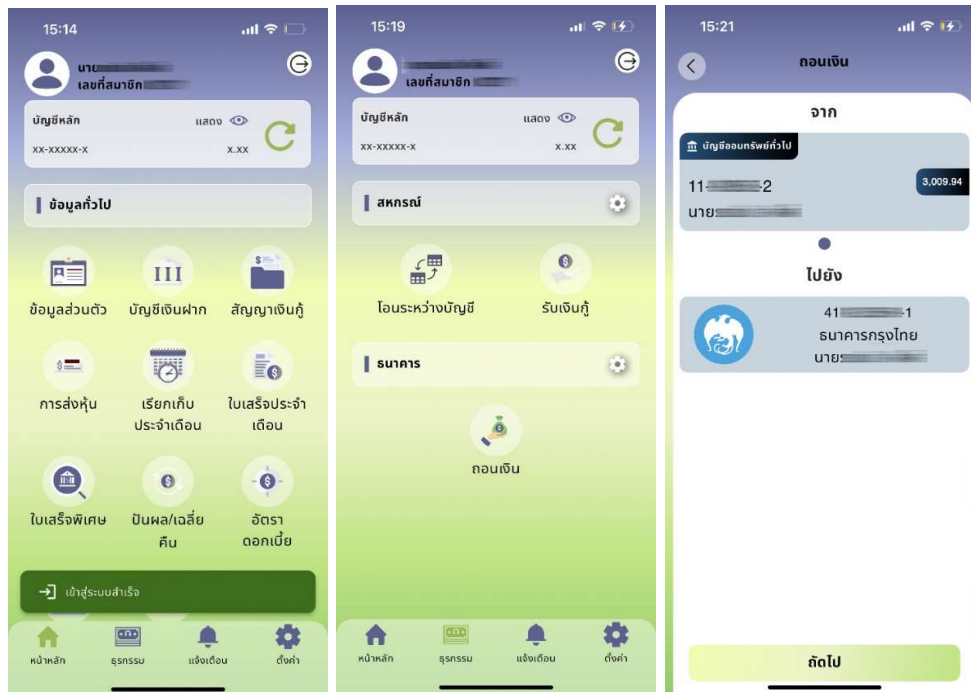 15:14
นาย
เลขที่สมาชิก
บัญชีหลัก แสดง
xx-xxxxx-x x.xx
ข้อมูลทั่วไป
ข้อมูลส่วนตัว บัญชีเงินฝาก สัญญาเงินกู้
การส่งหุ้น เรียกเก็บ ใบเสร็จประจำ
ประจำเดือน เดือน
ใบเสร็จพิเศษ ปันผล/เฉลี่ย อัตรา
คืน ดอกเบี้ย
เข้าสู่ระบบสำเร็จ
หน้าหลัก ธุรกรรม แจ้งเตือน ตั้งค่า
15:19
เลขที่สมาชิก
บัญชีหลัก แสดง
xx-xxxxx-x x.xx
สหกรณ์
โอนระหว่างบัญชี รับเงินกู้
ธนาคาร
ถอนเงิน
หน้าหลัก ธุรกรรม แจ้งเตือน ตั้งค่า
15:21
ถอนเงิน
จาก
บัญชีออมทรัพย์ทั่วไป
11- -2 3,009.94
นาย
ไปยัง
41 -1
ธนาคารกรุงไทย
นาย
ถัดไป